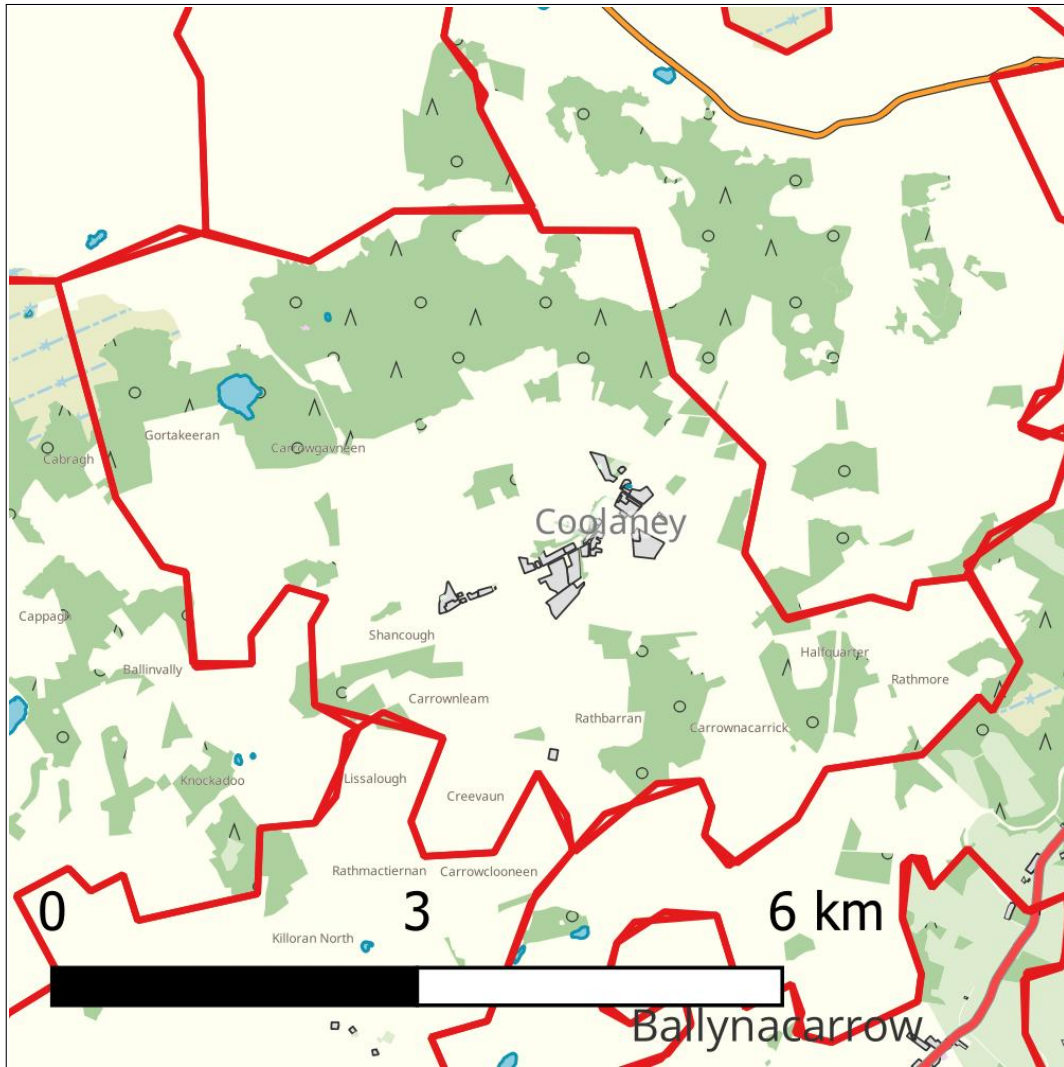 Coolaney
Gortakeeran
Carrowgavneen
Cabragh
Cappagh
Shancough
Ballinvally
Halfquarter
Rathmore
Carrownleam
Rathbarran
Carrownacarrick
Knockadoo
Lissalough
Creevaun
Rathmactiernan
Carrowclooneen
0 3 6 km
Killoran North
Ballynacarrow